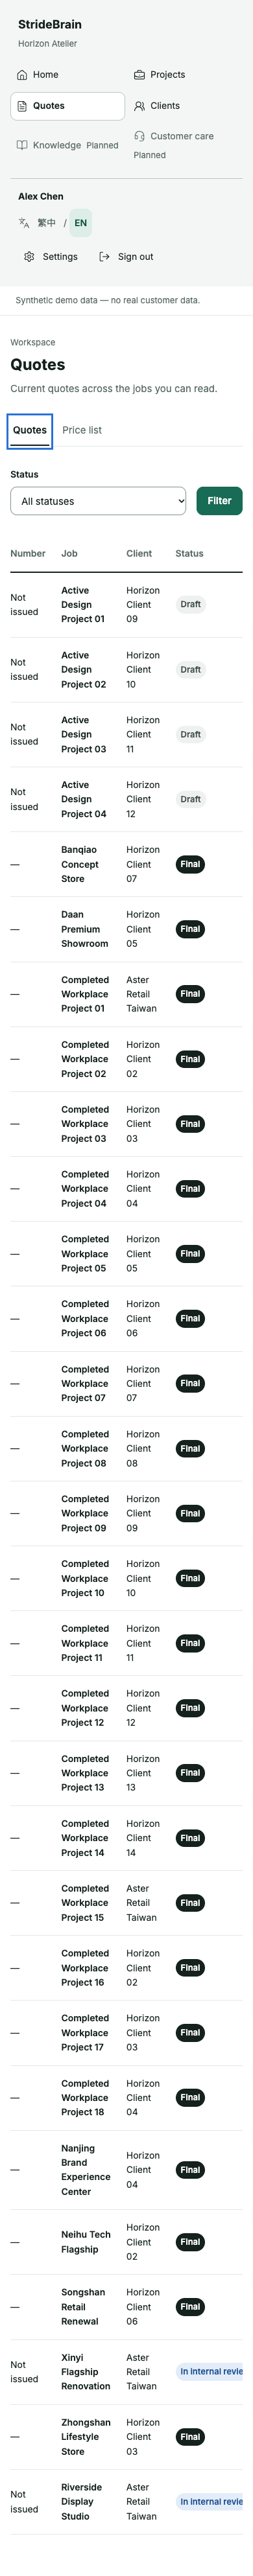 StrideBrain
Horizon Atelier
Home
Projects
Quotes
Clients
Knowledge Planned
Customer care
Planned
Alex Chen
繁中 / EN
Settings
Sign out
Synthetic demo data — no real customer data.
Workspace
Quotes
Current quotes across the jobs you can read.
Quotes Price list
Status
All statuses
Filter
Number Job Client Status
Not issued Active Design Project 01 Horizon Client 09 Draft
Not issued Active Design Project 02 Horizon Client 10 Draft
Not issued Active Design Project 03 Horizon Client 11 Draft
Not issued Active Design Project 04 Horizon Client 12 Draft
— Banqiao Concept Store Horizon Client 07 Final
— Daan Premium Showroom Horizon Client 05 Final
— Completed Workplace Project 01 Aster Retail Taiwan Final
— Completed Workplace Project 02 Horizon Client 02 Final
— Completed Workplace Project 03 Horizon Client 03 Final
— Completed Workplace Project 04 Horizon Client 04 Final
— Completed Workplace Project 05 Horizon Client 05 Final
— Completed Workplace Project 06 Horizon Client 06 Final
— Completed Workplace Project 07 Horizon Client 07 Final
— Completed Workplace Project 08 Horizon Client 08 Final
— Completed Workplace Project 09 Horizon Client 09 Final
— Completed Workplace Project 10 Horizon Client 10 Final
— Completed Workplace Project 11 Horizon Client 11 Final
— Completed Workplace Project 12 Horizon Client 12 Final
— Completed Workplace Project 13 Horizon Client 13 Final
— Completed Workplace Project 14 Horizon Client 14 Final
— Completed Workplace Project 15 Aster Retail Taiwan Final
— Completed Workplace Project 16 Horizon Client 02 Final
— Completed Workplace Project 17 Horizon Client 03 Final
— Completed Workplace Project 18 Horizon Client 04 Final
— Nanjing Brand Experience Center Horizon Client 04 Final
— Neihu Tech Flagship Horizon Client 02 Final
— Songshan Retail Renewal Horizon Client 06 Final
Not issued Xinyi Flagship Renovation Aster Retail Taiwan In internal revie
— Zhongshan Lifestyle Store Horizon Client 03 Final
Not issued Riverside Display Studio Aster Retail Taiwan In internal revie